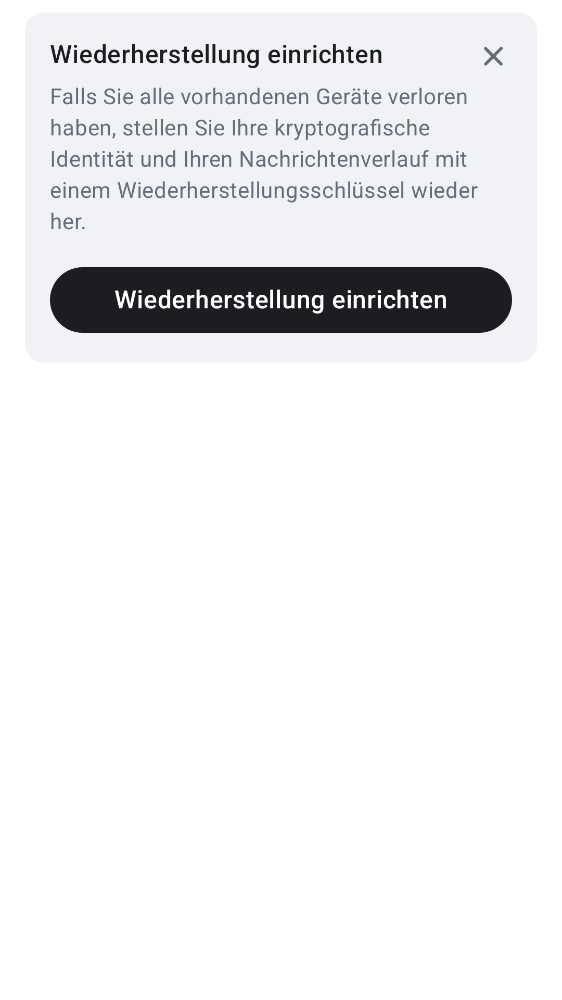 Wiederherstellung einrichten
Falls Sie alle vorhandenen Geräte verloren
haben, stellen Sie Ihre kryptografische
Identität und Ihren Nachrichtenverlauf mit
einem Wiederherstellungsschlüssel wieder
her.
Wiederherstellung einrichten